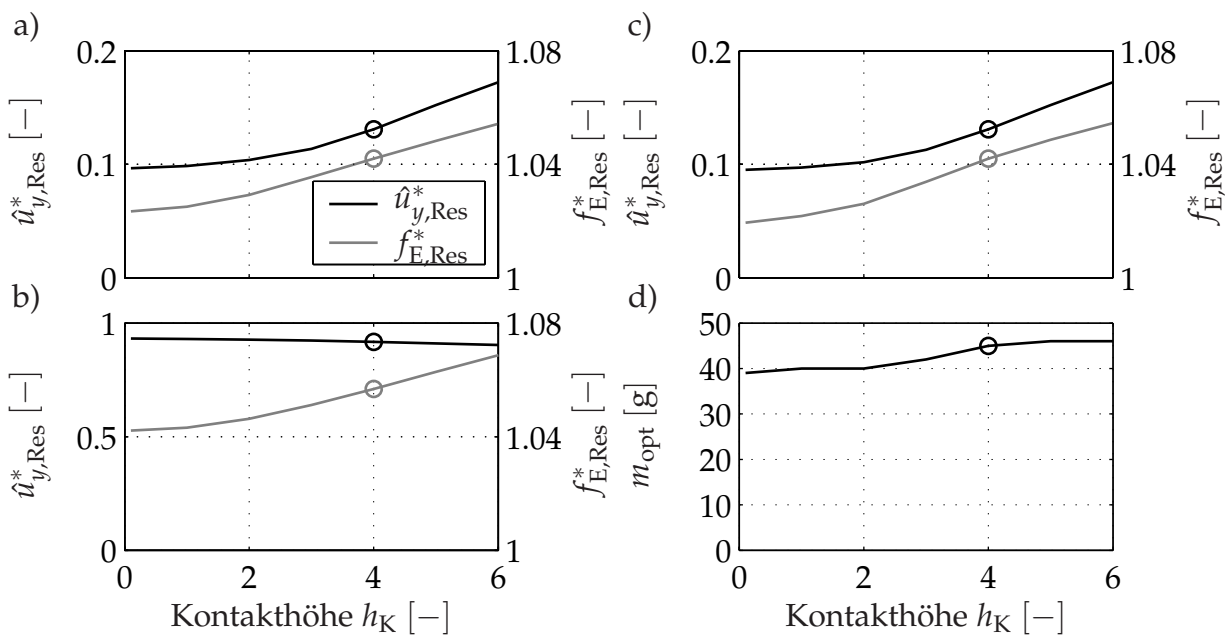 a)
0.2
0.1
0
û*y,Res [−]
1.08
1.04
1
f*E,Res [−]
û*y,Res
f*E,Res
c)
0.2
0.1
0
û*y,Res [−]
1.08
1.04
1
f*E,Res [−]
b)
1
0.5
0
û*y,Res [−]
1.08
1.04
1
f*E,Res [−]
0 2 4 6
Kontakthöhe hK [−]
d)
50
40
30
20
10
0
mopt [g]
0 2 4 6
Kontakthöhe hK [−]